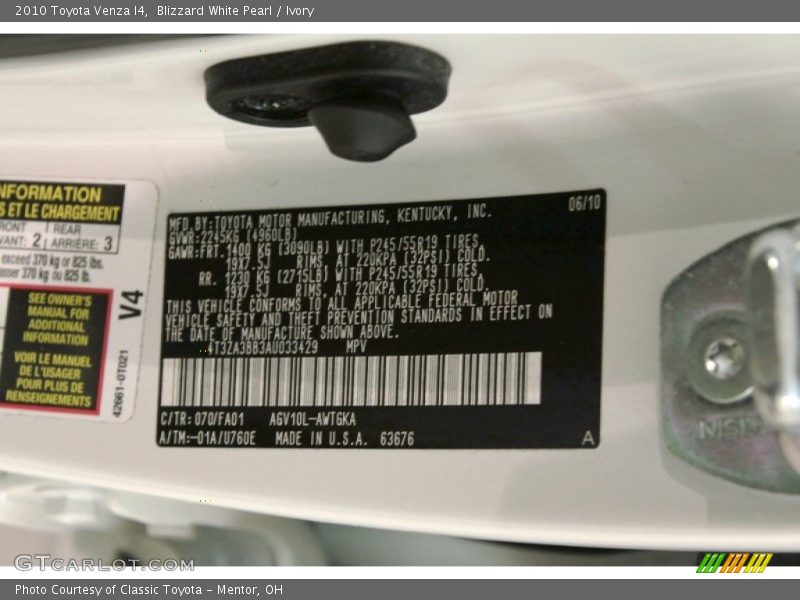 2010 Toyota Venza I4, Blizzard White Pearl / Ivory
NFORMATION
S ET LE CHARGEMENT
RONT | REAR
VANT: 2 | ARRIÈRE: 3
exceed 370 kg or 825 lbs.
asser 370 kg ou 825 lb.
SEE OWNER'S
MANUAL FOR
ADDITIONAL
INFORMATION
VOIR LE MANUEL
DE L'USAGER
POUR PLUS DE
RENSEIGNEMENTS
V4
42661-0T021
06/10
MFD.BY:TOYOTA MOTOR MANUFACTURING, KENTUCKY, INC.
GVWR:2245KG (4960LB)
GAWR:FRT.1400 KG (3090LB) WITH P245/55R19 TIRES,
RIMS, AT 220KPA (32PSI) COLD.
RR. 1230 KG (2715LB) WITH P245/55R19 TIRES,
RIMS, AT 220KPA (32PSI) COLD.
THIS VEHICLE CONFORMS TO ALL APPLICABLE FEDERAL MOTOR
VEHICLE SAFETY AND THEFT PREVENTION STANDARDS IN EFFECT ON
THE DATE OF MANUFACTURE SHOWN ABOVE.
4T3ZA3BB3AU033429 MPV
C/TR:070/FA01 AGV10L-AWTGKA
A/TM:-01A/U760E MADE IN U.S.A. 63676
A
GTCARLOT.COM
Photo Courtesy of Classic Toyota - Mentor, OH